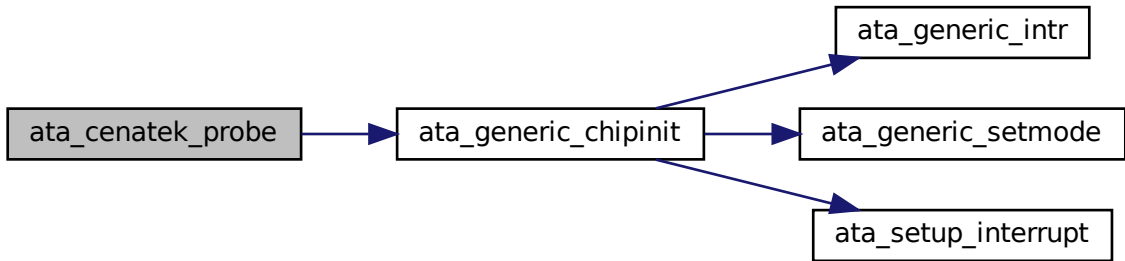 ata_generic_intr
ata_cenatek_probe
ata_generic_chipinit
ata_generic_setmode
ata_setup_interrupt